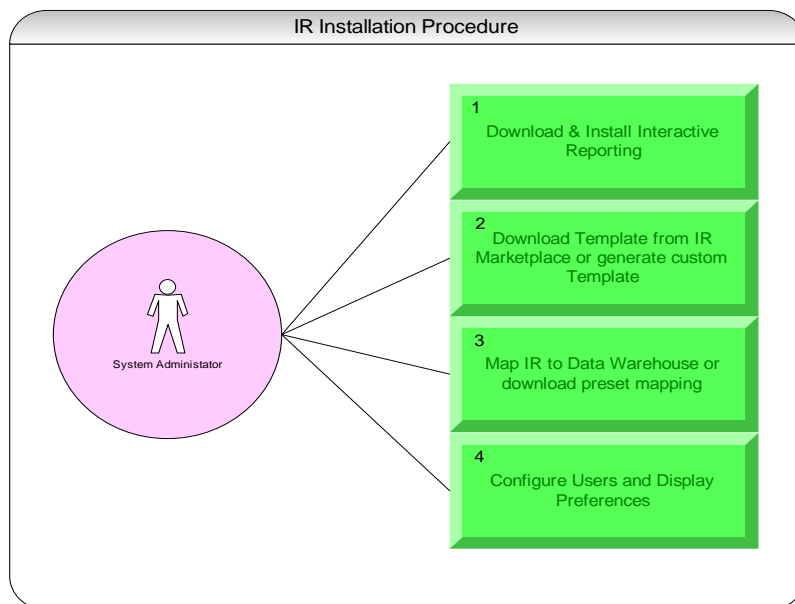 IR Installation Procedure
1
Download & Install Interactive
Reporting
2
Download Template from IR
Marketplace or generate custom
Template
3
Map IR to Data Warehouse or
download preset mapping
4
Configure Users and Display
Preferences
System Administator